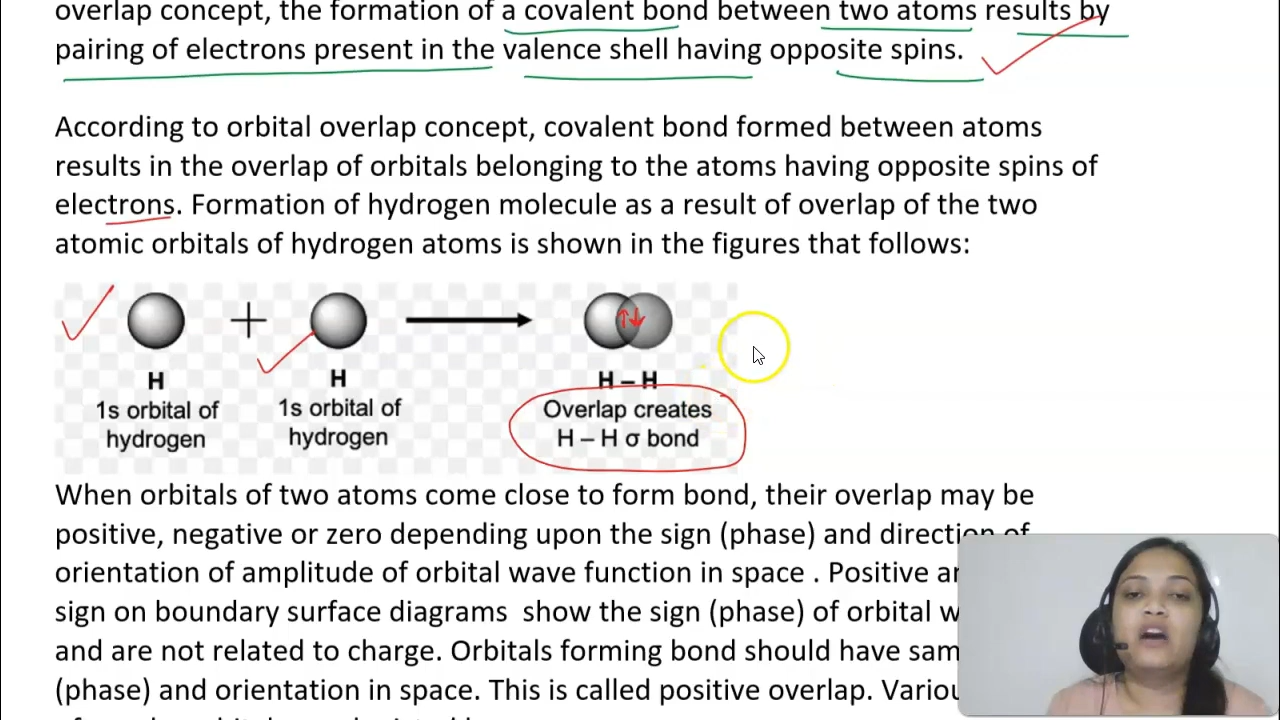 overlap concept, the formation of a covalent bond between two atoms results by
pairing of electrons present in the valence shell having opposite spins.
According to orbital overlap concept, covalent bond formed between atoms
results in the overlap of orbitals belonging to the atoms having opposite spins of
electrons. Formation of hydrogen molecule as a result of overlap of the two
atomic orbitals of hydrogen atoms is shown in the figures that follows:
+
H
1s orbital of
hydrogen
H
1s orbital of
hydrogen
H – H
Overlap creates
H – H σ bond
When orbitals of two atoms come close to form bond, their overlap may be
positive, negative or zero depending upon the sign (phase) and direction of
orientation of amplitude of orbital wave function in space . Positive
sign on boundary surface diagrams show the sign (phase) of orbital
and are not related to charge. Orbitals forming bond should have
(phase) and orientation in space. This is called positive overlap.